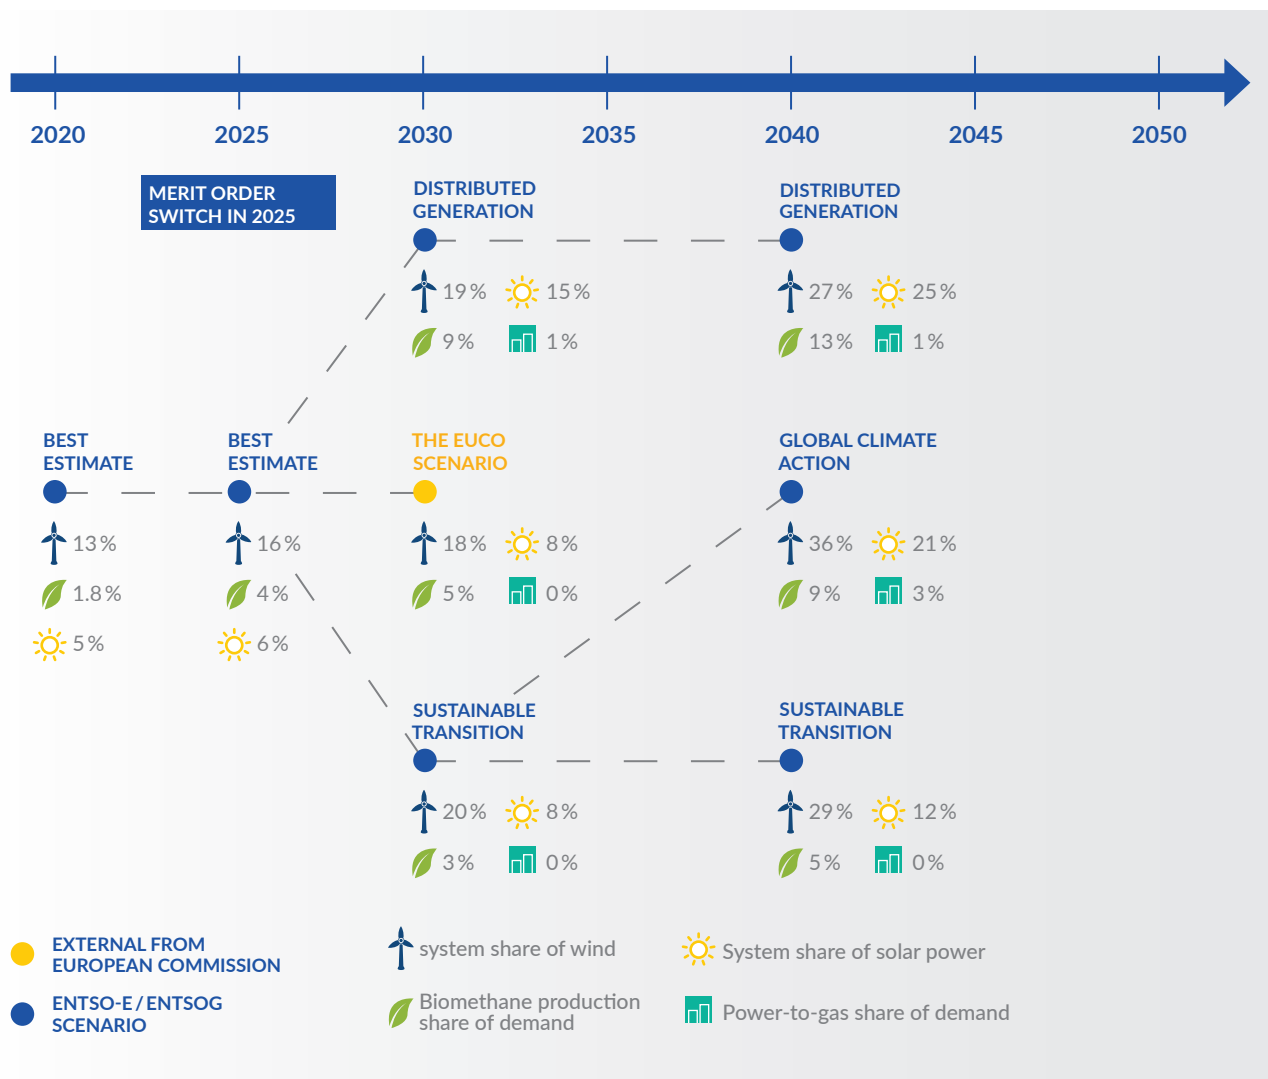 2020 2025 2030 2035 2040 2045 2050
MERIT ORDER
SWITCH IN 2025
DISTRIBUTED
GENERATION
19 % 15 %
9 % 1 %
DISTRIBUTED
GENERATION
27 % 25 %
13 % 1 %
BEST
ESTIMATE
13 %
1.8 %
5 %
BEST
ESTIMATE
16 %
4 %
6 %
THE EUCO
SCENARIO
18 % 8 %
5 % 0 %
GLOBAL CLIMATE
ACTION
36 % 21 %
9 % 3 %
SUSTAINABLE
TRANSITION
20 % 8 %
3 % 0 %
SUSTAINABLE
TRANSITION
29 % 12 %
5 % 0 %
EXTERNAL FROM
EUROPEAN COMMISSION
ENTSO-E / ENTSOG
SCENARIO
system share of wind
Biomethane production
share of demand
System share of solar power
Power-to-gas share of demand